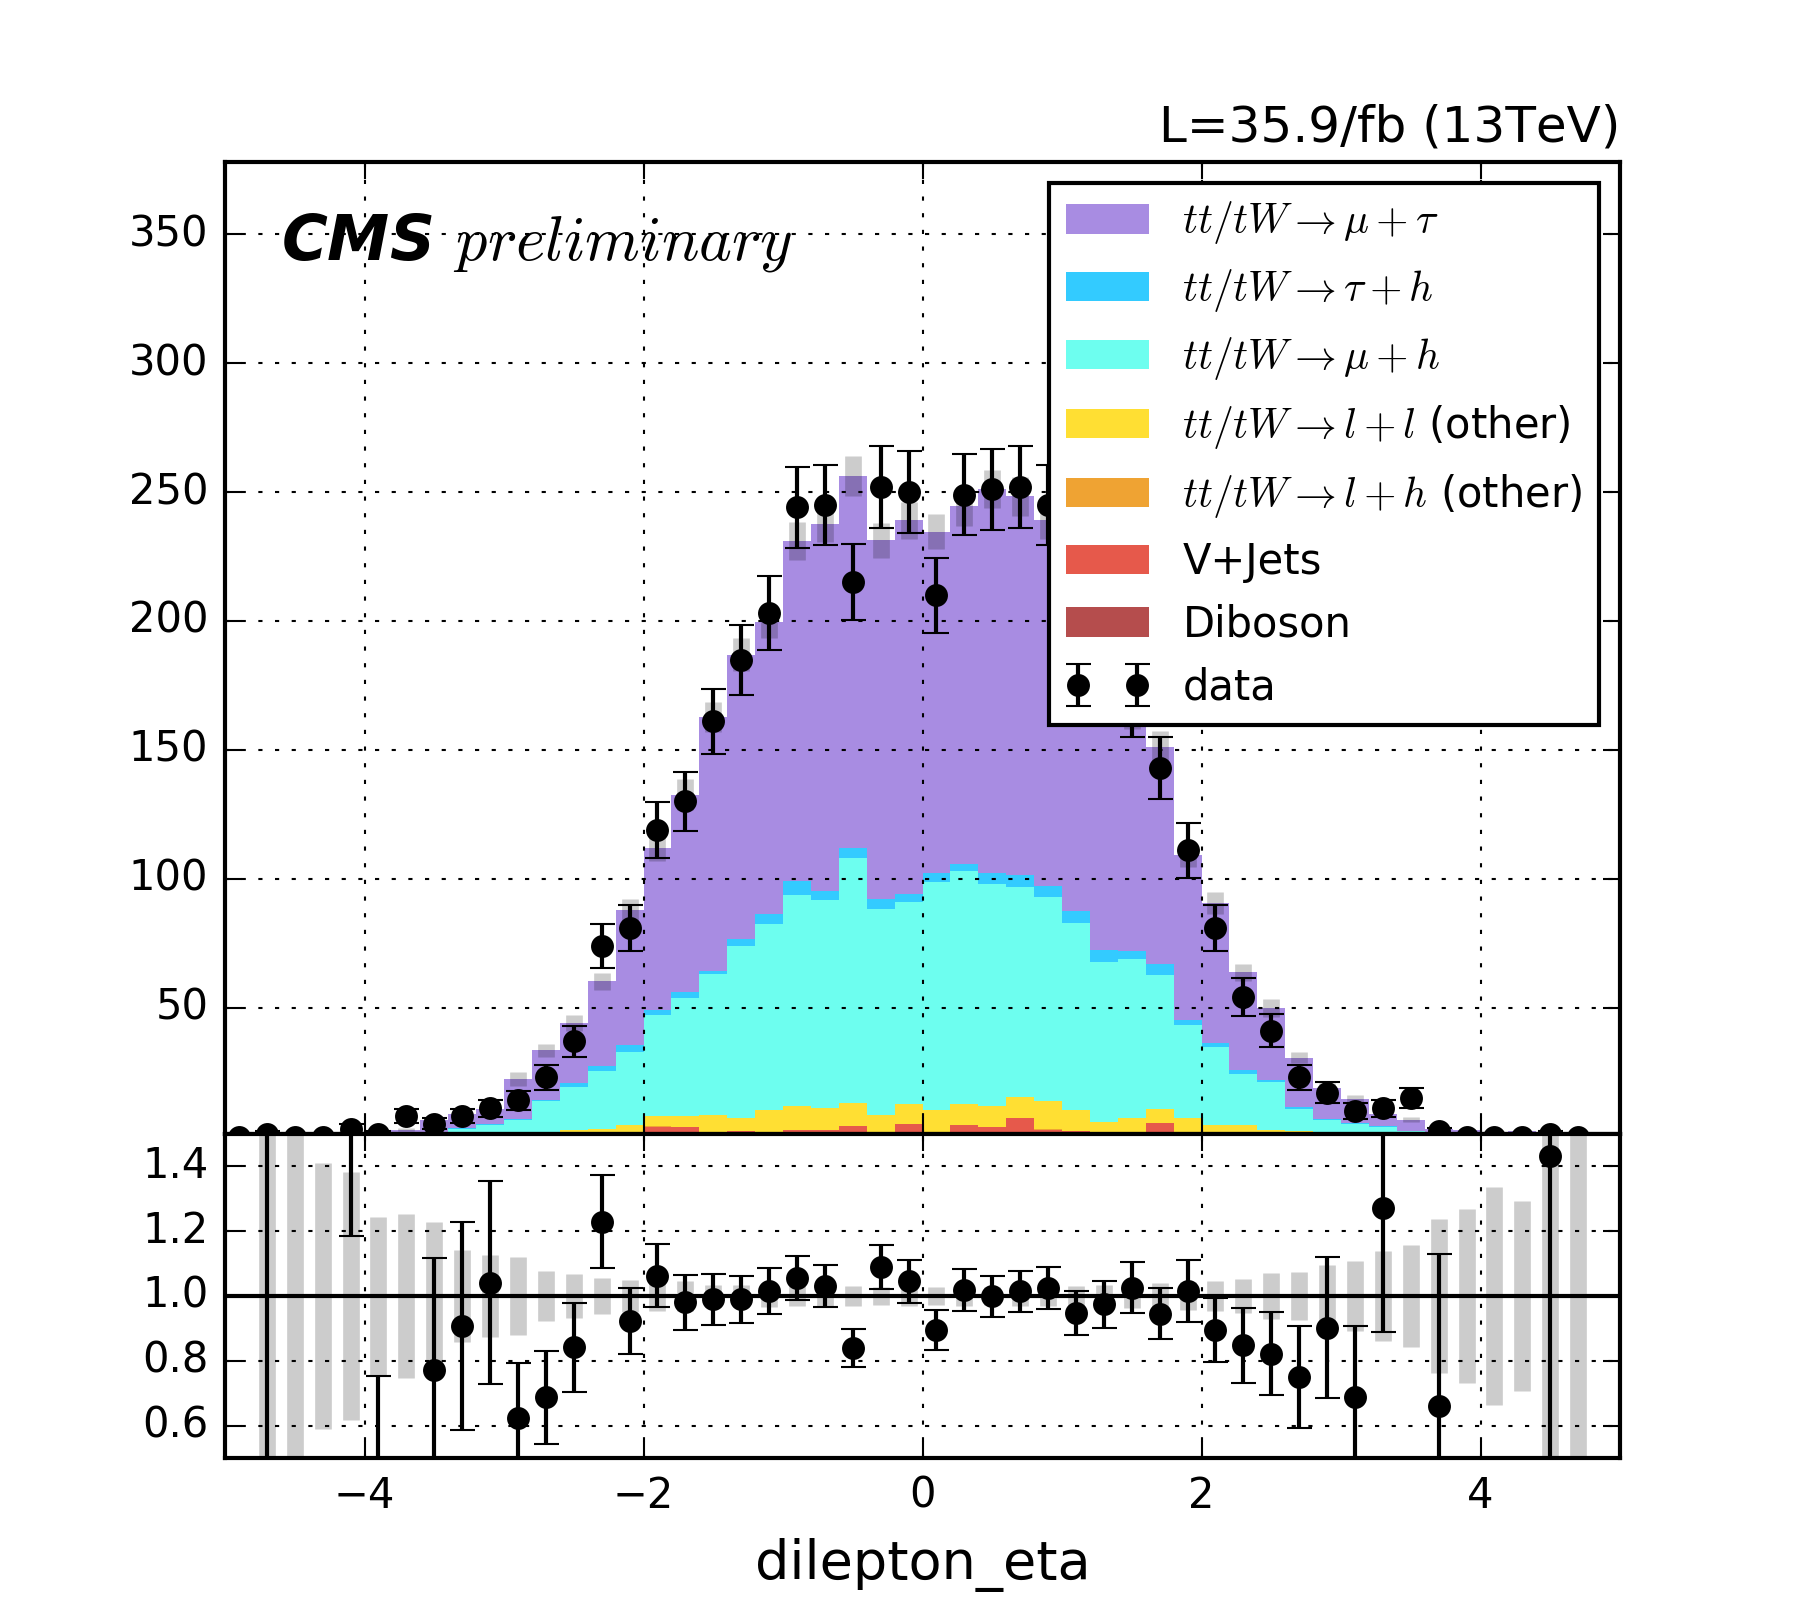 L=35.9/fb (13TeV)
CMS preliminary
350
300
250
200
150
100
50
tt/tW→μ+τ
tt/tW→τ+h
tt/tW→μ+h
tt/tW→l+l (other)
tt/tW→l+h (other)
V+Jets
Diboson
data
1.4
1.2
1.0
0.8
0.6
−4 −2 0 2 4
dilepton_eta